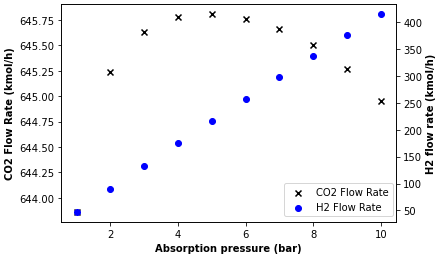 645.75
645.50
645.25
645.00
644.75
644.50
644.25
644.00
CO2 Flow Rate (kmol/h)
400
350
300
250
200
150
100
50
H2 flow rate (kmol/h)
CO2 Flow Rate
H2 Flow Rate
2 4 6 8 10
Absorption pressure (bar)